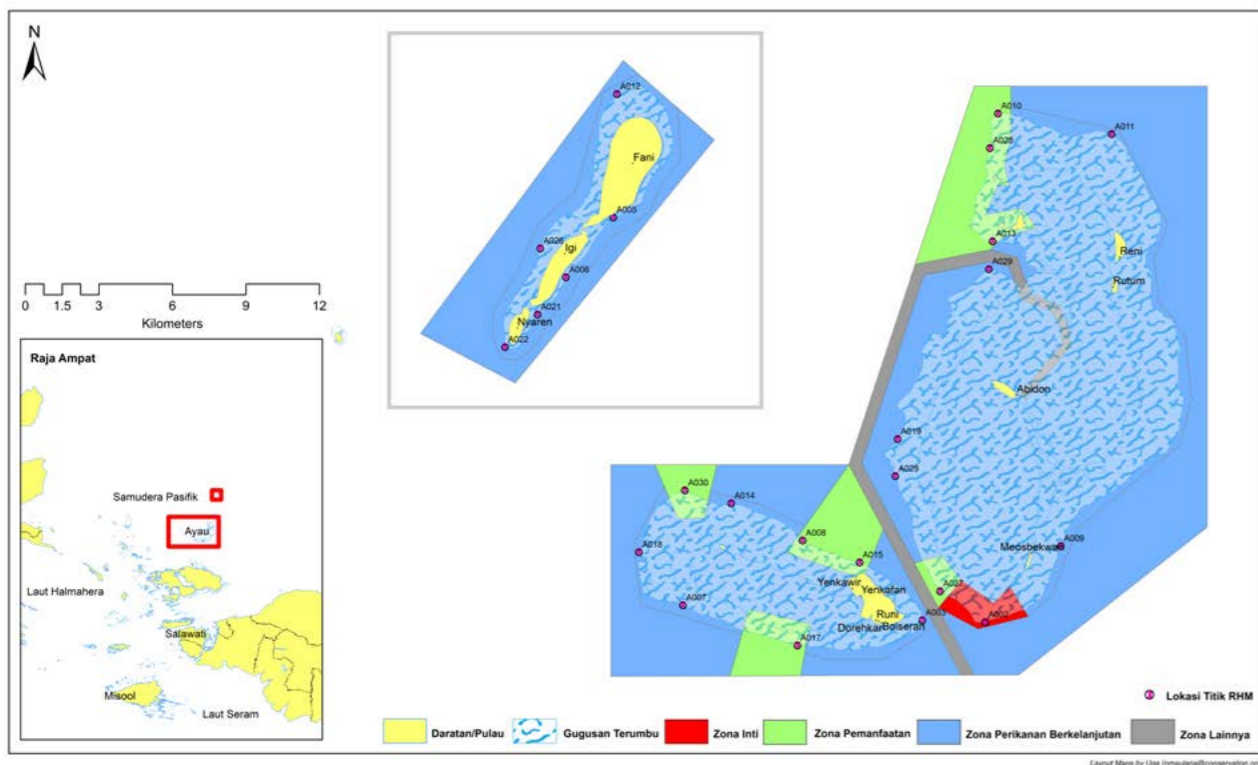 N
0 1.5 3 6 9 12
Kilometers
A012
Fani
A005
A026
Igi
A006
A021
Nyaren
A022
A010
A011
A028
A013
A029
Reni
Rutum
Abidon
A019
A025
Raja Ampat
Samudera Pasifik
Ayau
Laut Halmahera
Salawati
Misool
Laut Seram
A030
A014
A008
A018
A015
A007
Yenkawir
Yenkafan
Runi
Dorehkar
Boiseran
A003
A017
Meosbekwan
A009
A027
A002
Lokasi Titik RHM
Daratan/Pulau
Gugusan Terumbu
Zona Inti
Zona Pemanfaatan
Zona Perikanan Berkelanjutan
Zona Lainnya